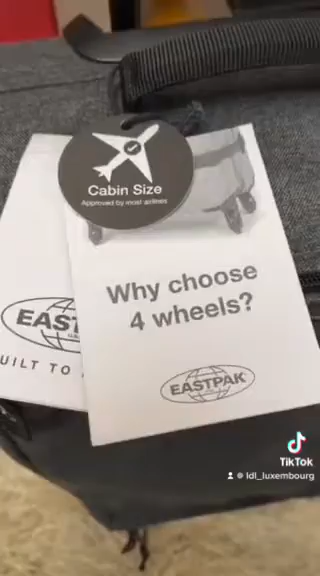 Cabin Size
Approved by most airlines
Why choose
4 wheels?
EASTPAK
EAST
UILT TO
TikTok
ldl_luxembourg